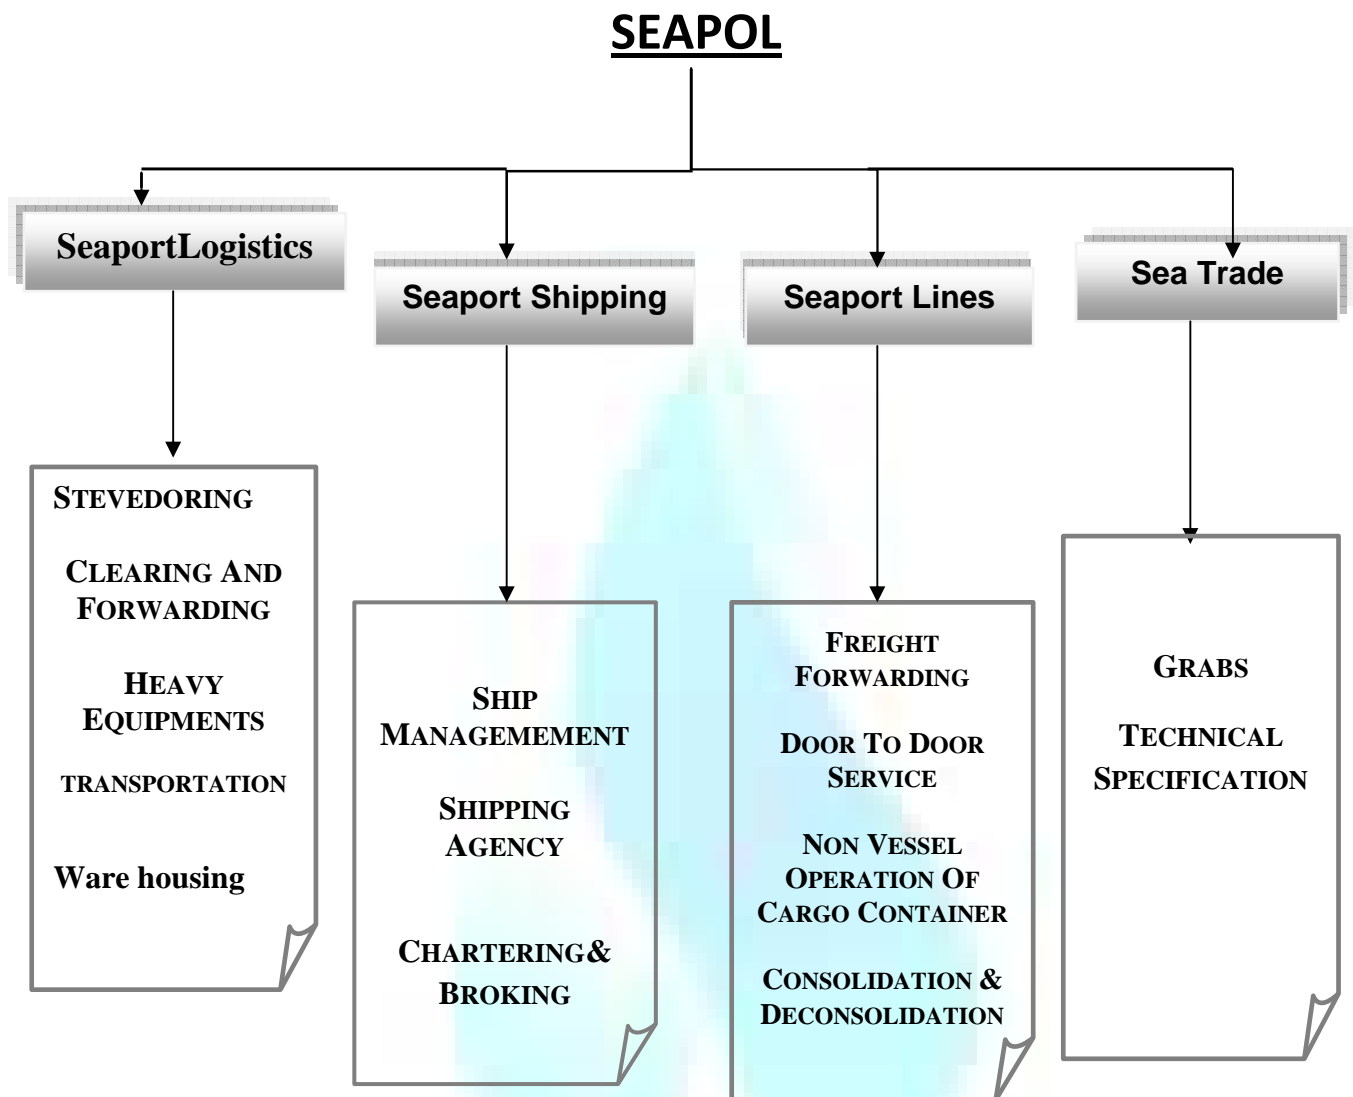 SEAPOL
SeaportLogistics
Seaport Shipping
Seaport Lines
Sea Trade
STEVEDORING
CLEARING AND
FORWARDING
HEAVY
EQUIPMENTS
TRANSPORTATION
Ware housing
SHIP
MANAGEMEMENT
SHIPPING
AGENCY
CHARTERING&
BROKING
FREIGHT
FORWARDING
DOOR TO DOOR
SERVICE
NON VESSEL
OPERATION OF
CARGO CONTAINER
CONSOLIDATION &
DECONSOLIDATION
GRABS
TECHNICAL
SPECIFICATION